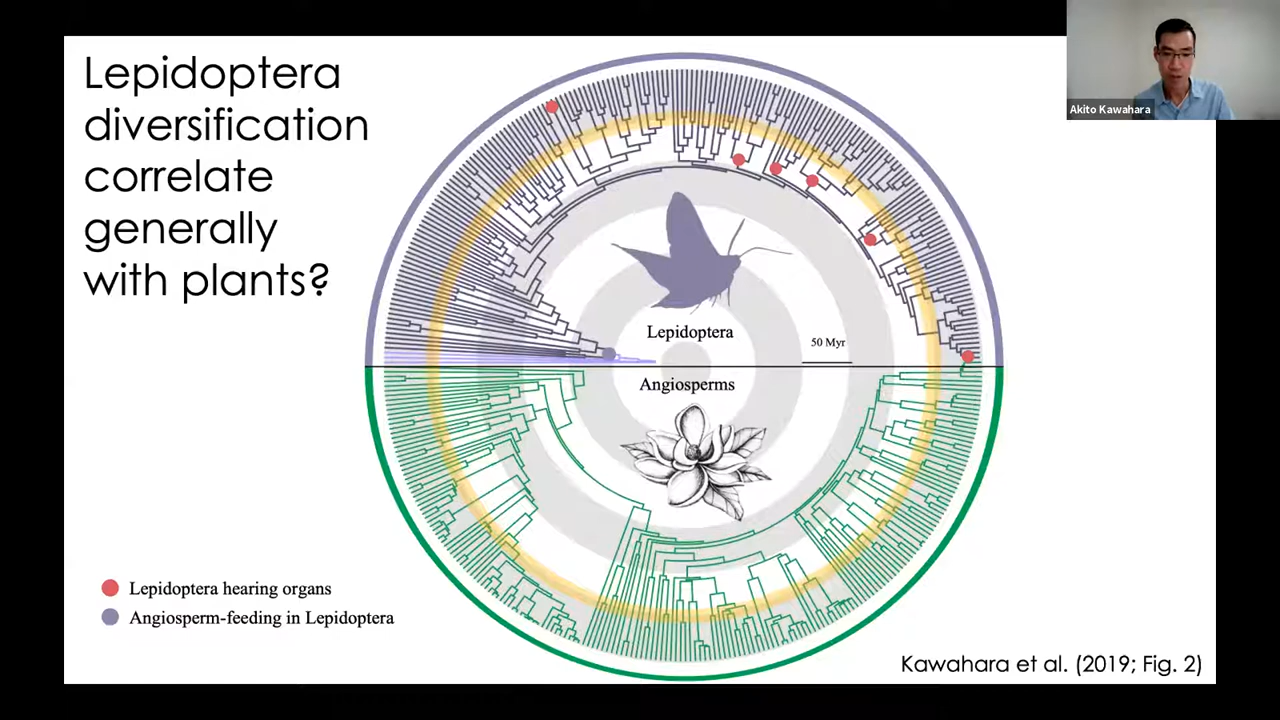 Lepidoptera
diversification
correlate
generally
with plants?
Akito Kawahara
Lepidoptera
50 Myr
Angiosperms
Lepidoptera hearing organs
Angiosperm-feeding in Lepidoptera
Kawahara et al. (2019; Fig. 2)